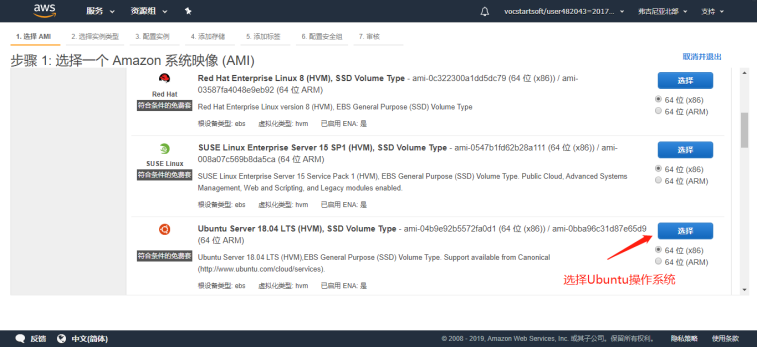 aws
服务
资源组
vocstartsoft/user482043=2017...
弗吉尼亚北部
支持
1. 选择 AMI
2. 选择实例类型
3. 配置实例
4. 添加存储
5. 添加标签
6. 配置安全组
7. 审核
步骤 1: 选择一个 Amazon 系统映像 (AMI)
取消并退出
Red Hat
符合条件的免费套
Red Hat Enterprise Linux 8 (HVM), SSD Volume Type - ami-0c322300a1dd5dc79 (64 位 (x86)) / ami-
03587fa4048e9eb92 (64 位 ARM)
Red Hat Enterprise Linux version 8 (HVM), EBS General Purpose (SSD) Volume Type
根设备类型: ebs 虚拟化类型: hvm 已启用 ENA: 是
选择
64 位 (x86)
64 位 (ARM)
SUSE Linux
符合条件的免费套
SUSE Linux Enterprise Server 15 SP1 (HVM), SSD Volume Type - ami-0547b1fd62b28a111 (64 位 (x86)) / ami-
008a07c569b8da5ca (64 位 ARM)
SUSE Linux Enterprise Server 15 Service Pack 1 (HVM), EBS General Purpose (SSD) Volume Type. Public Cloud, Advanced Systems
Management, Web and Scripting, and Legacy modules enabled.
根设备类型: ebs 虚拟化类型: hvm 已启用 ENA: 是
选择
64 位 (x86)
64 位 (ARM)
符合条件的免费套
Ubuntu Server 18.04 LTS (HVM), SSD Volume Type - ami-04b9e92b5572fa0d1 (64 位 (x86)) / ami-0bba96c31d87e65d9
(64 位 ARM)
Ubuntu Server 18.04 LTS (HVM),EBS General Purpose (SSD) Volume Type. Support available from Canonical
(http://www.ubuntu.com/cloud/services).
根设备类型: ebs 虚拟化类型: hvm 已启用 ENA: 是
选择
64 位 (x86)
64 位 (ARM)
选择Ubuntu操作系统
反馈
中文(简体)
© 2008 - 2019, Amazon Web Services, Inc. 或其子公司。保留所有权利。
隐私策略
使用条款